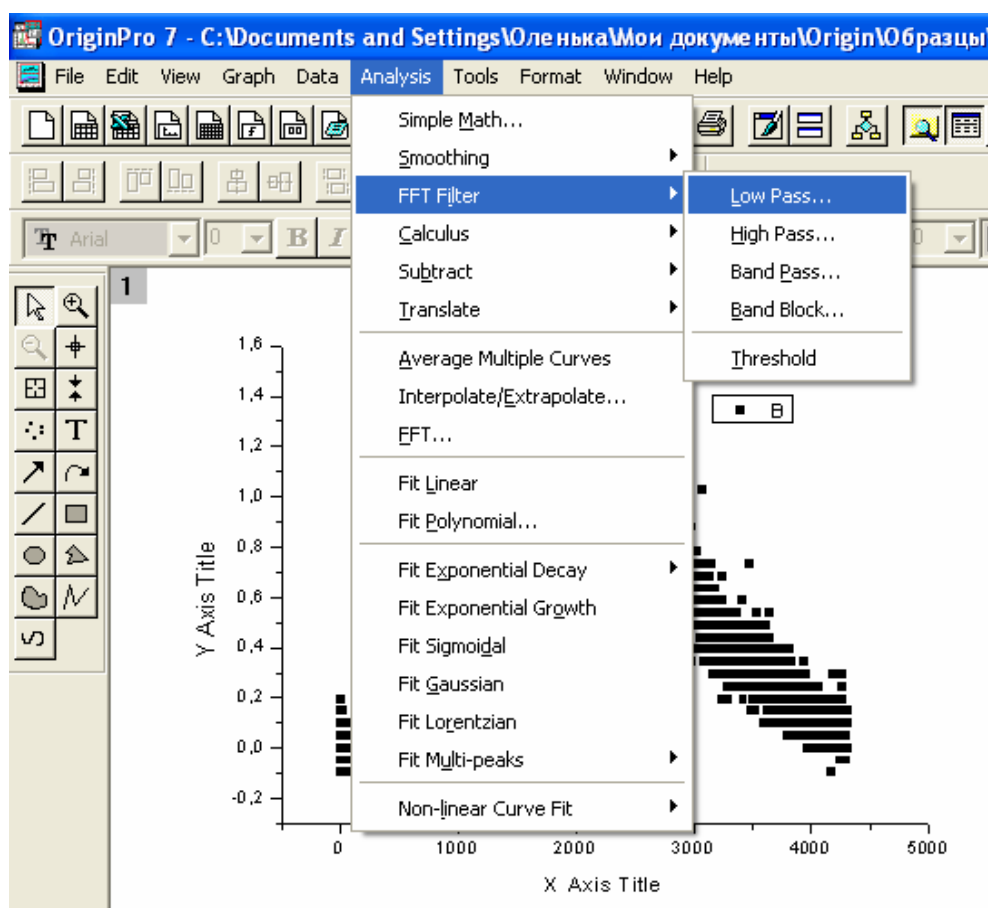 OriginPro 7 - C:\Documents and Settings\Оленька\Мои документы\Origin\Образцы\
File Edit View Graph Data Analysis Tools Format Window Help
Arial 0 B I
1
Simple Math...
Smoothing
FFT Filter
Calculus
Subtract
Translate
Average Multiple Curves
Interpolate/Extrapolate...
FFT...
Fit Linear
Fit Polynomial...
Fit Exponential Decay
Fit Exponential Growth
Fit Sigmoidal
Fit Gaussian
Fit Lorentzian
Fit Multi-peaks
Non-linear Curve Fit
Low Pass...
High Pass...
Band Pass...
Band Block...
Threshold
B
1,6
1,4
1,2
1,0
0,8
0,6
0,4
0,2
0,0
-0,2
Y Axis Title
0 1000 2000 3000 4000 5000
X Axis Title